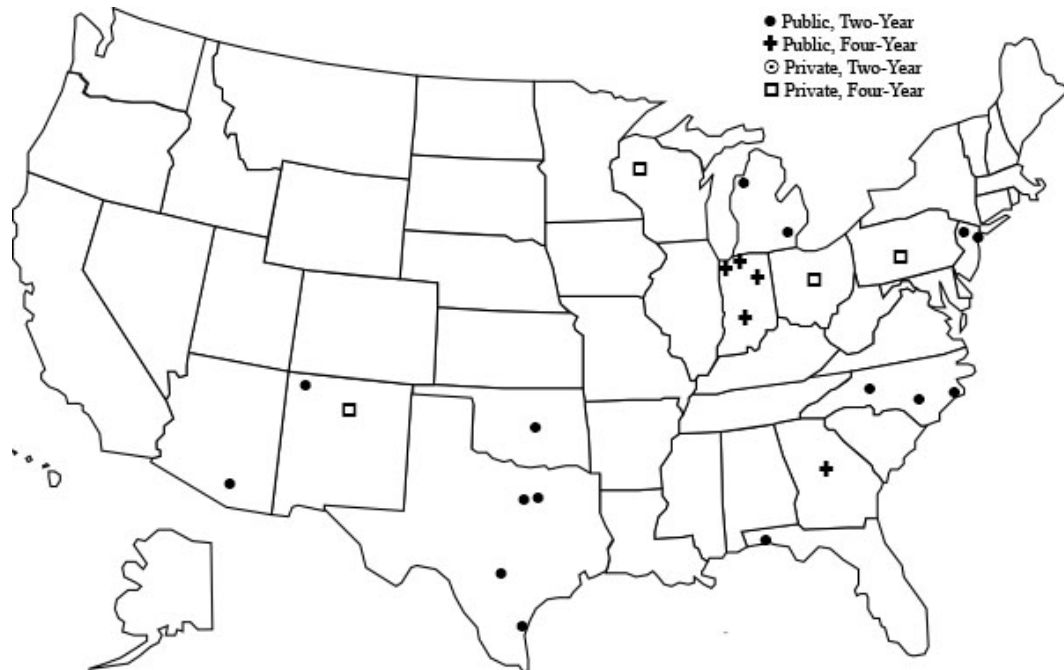 Public, Two-Year
Public, Four-Year
Private, Two-Year
Private, Four-Year